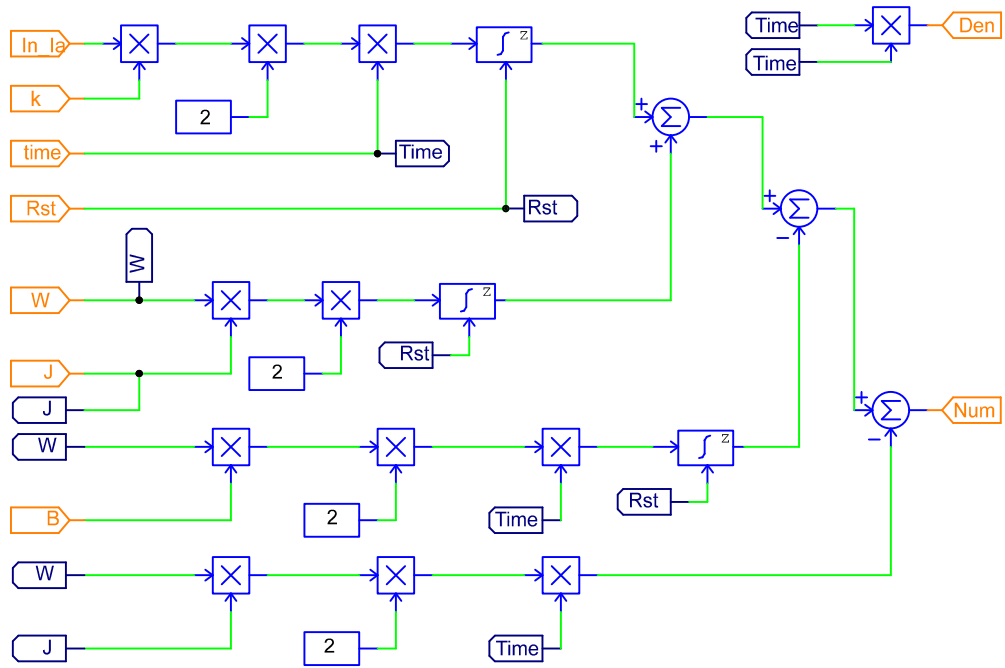 Time
Den
In_Ia
∫ z
Time
k
2
+
Σ
+
time
Time
Rst
Rst
+
Σ
−
W
W
∫ z
Rst
J
2
J
+
Σ
Num
−
W
∫ z
Rst
B
2
Time
W
J
2
Time